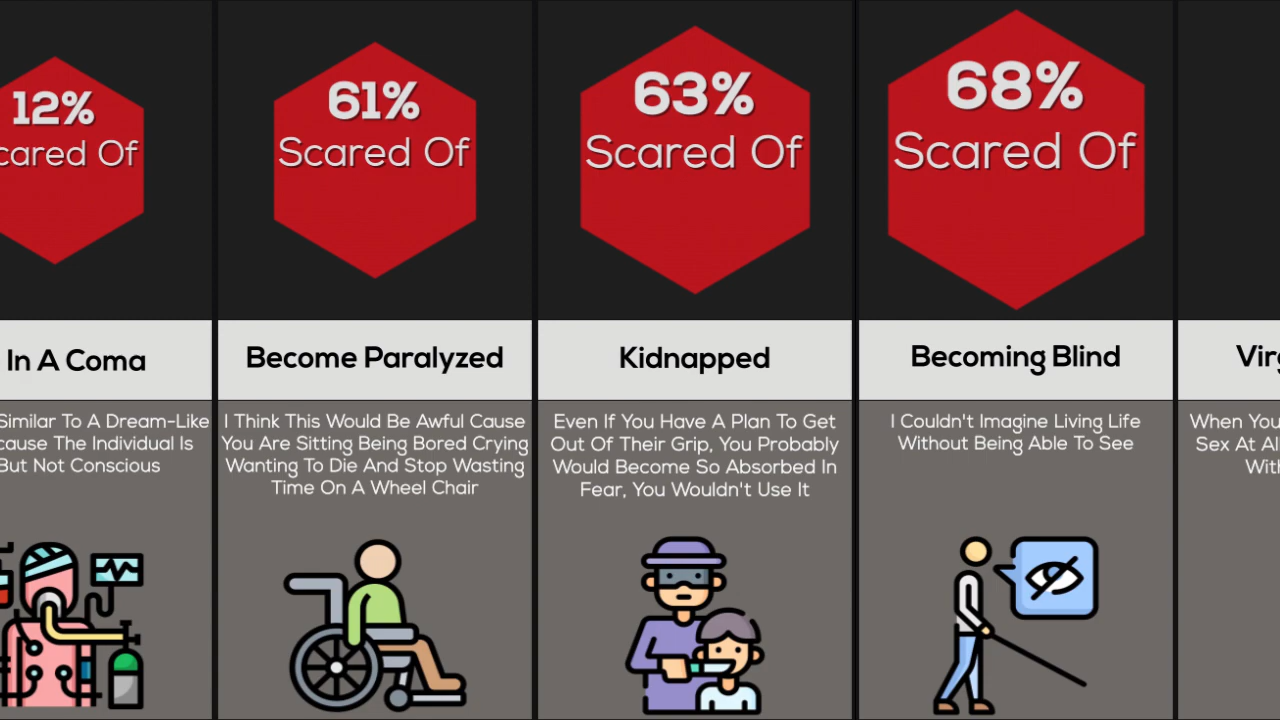 12%
cared Of
In A Coma
Similar To A Dream-Like
cause The Individual Is
But Not Conscious
61%
Scared Of
Become Paralyzed
I Think This Would Be Awful Cause
You Are Sitting Being Bored Crying
Wanting To Die And Stop Wasting
Time On A Wheel Chair
63%
Scared Of
Kidnapped
Even If You Have A Plan To Get
Out Of Their Grip, You Probably
Would Become So Absorbed In
Fear, You Wouldn't Use It
68%
Scared Of
Becoming Blind
I Couldn't Imagine Living Life
Without Being Able To See
Virg
When You
Sex At Al
With